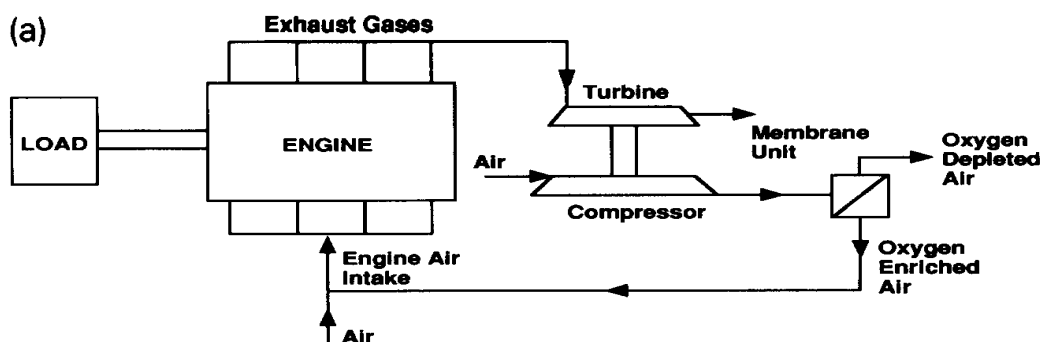 (a)
Exhaust Gases
LOAD
ENGINE
Turbine
Membrane
Unit
Oxygen
Depleted
Air
Air
Compressor
Engine Air
Intake
Oxygen
Enriched
Air
Air